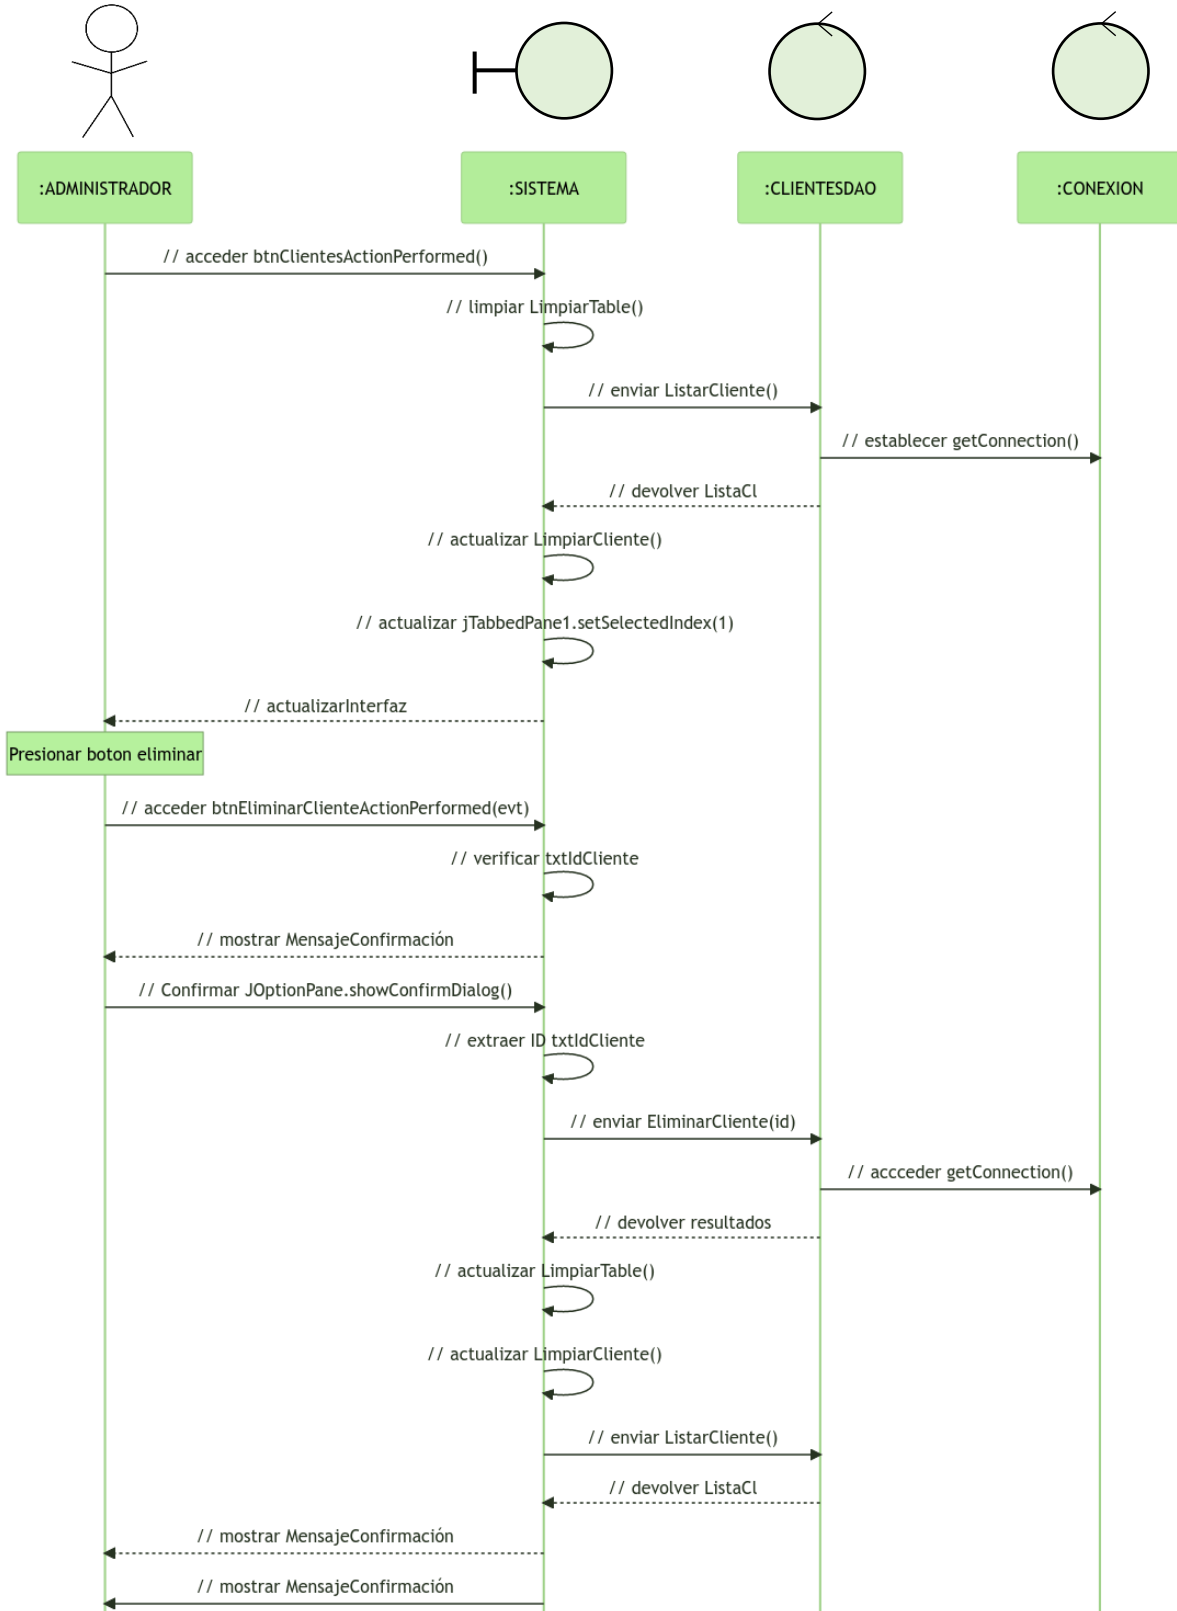 :ADMINISTRADOR
:SISTEMA
:CLIENTESDAO
:CONEXION
// acceder btnClientesActionPerformed()
// limpiar LimpiarTable()
// enviar ListarCliente()
// establecer getConnection()
// devolver ListaCl
// actualizar LimpiarCliente()
// actualizar jTabbedPane1.setSelectedIndex(1)
// actualizarInterfaz
Presionar boton eliminar
// acceder btnEliminarClienteActionPerformed(evt)
// verificar txtIdCliente
// mostrar MensajeConfirmación
// Confirmar JOptionPane.showConfirmDialog()
// extraer ID txtIdCliente
// enviar EliminarCliente(id)
// accceder getConnection()
// devolver resultados
// actualizar LimpiarTable()
// actualizar LimpiarCliente()
// enviar ListarCliente()
// devolver ListaCl
// mostrar MensajeConfirmación
// mostrar MensajeConfirmación